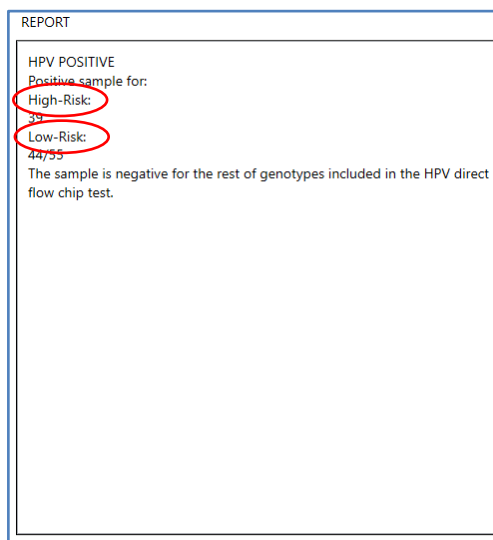 REPORT
HPV POSITIVE
Positive sample for:
High-Risk:
39
Low-Risk:
44/55
The sample is negative for the rest of genotypes included in the HPV direct
flow chip test.